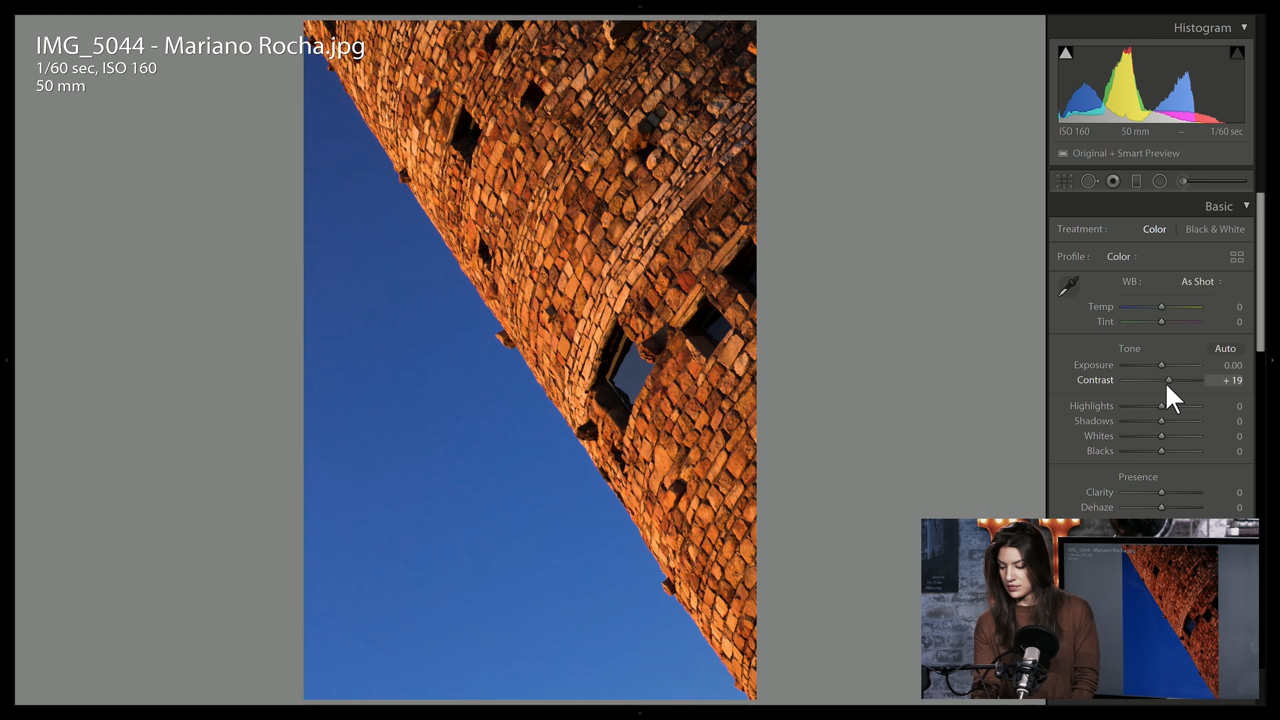 IMG_5044 - Mariano Rocha.jpg
1/60 sec, ISO 160
50 mm
Histogram
ISO 160 50 mm – 1/60 sec
Original + Smart Preview
Basic
Treatment : Color Black & White
Profile : Color
WB : As Shot
Temp 0
Tint 0
Tone Auto
Exposure 0.00
Contrast + 19
Highlights 0
Shadows 0
Whites 0
Blacks 0
Presence
Clarity 0
Dehaze 0